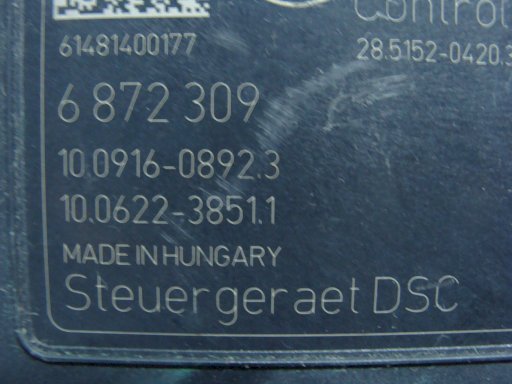 Control
61481400177 28.5152-0420.3
6 872 309
10.0916-0892.3
10.0622-3851.1
MADE IN HUNGARY
Steuergeraet DSC